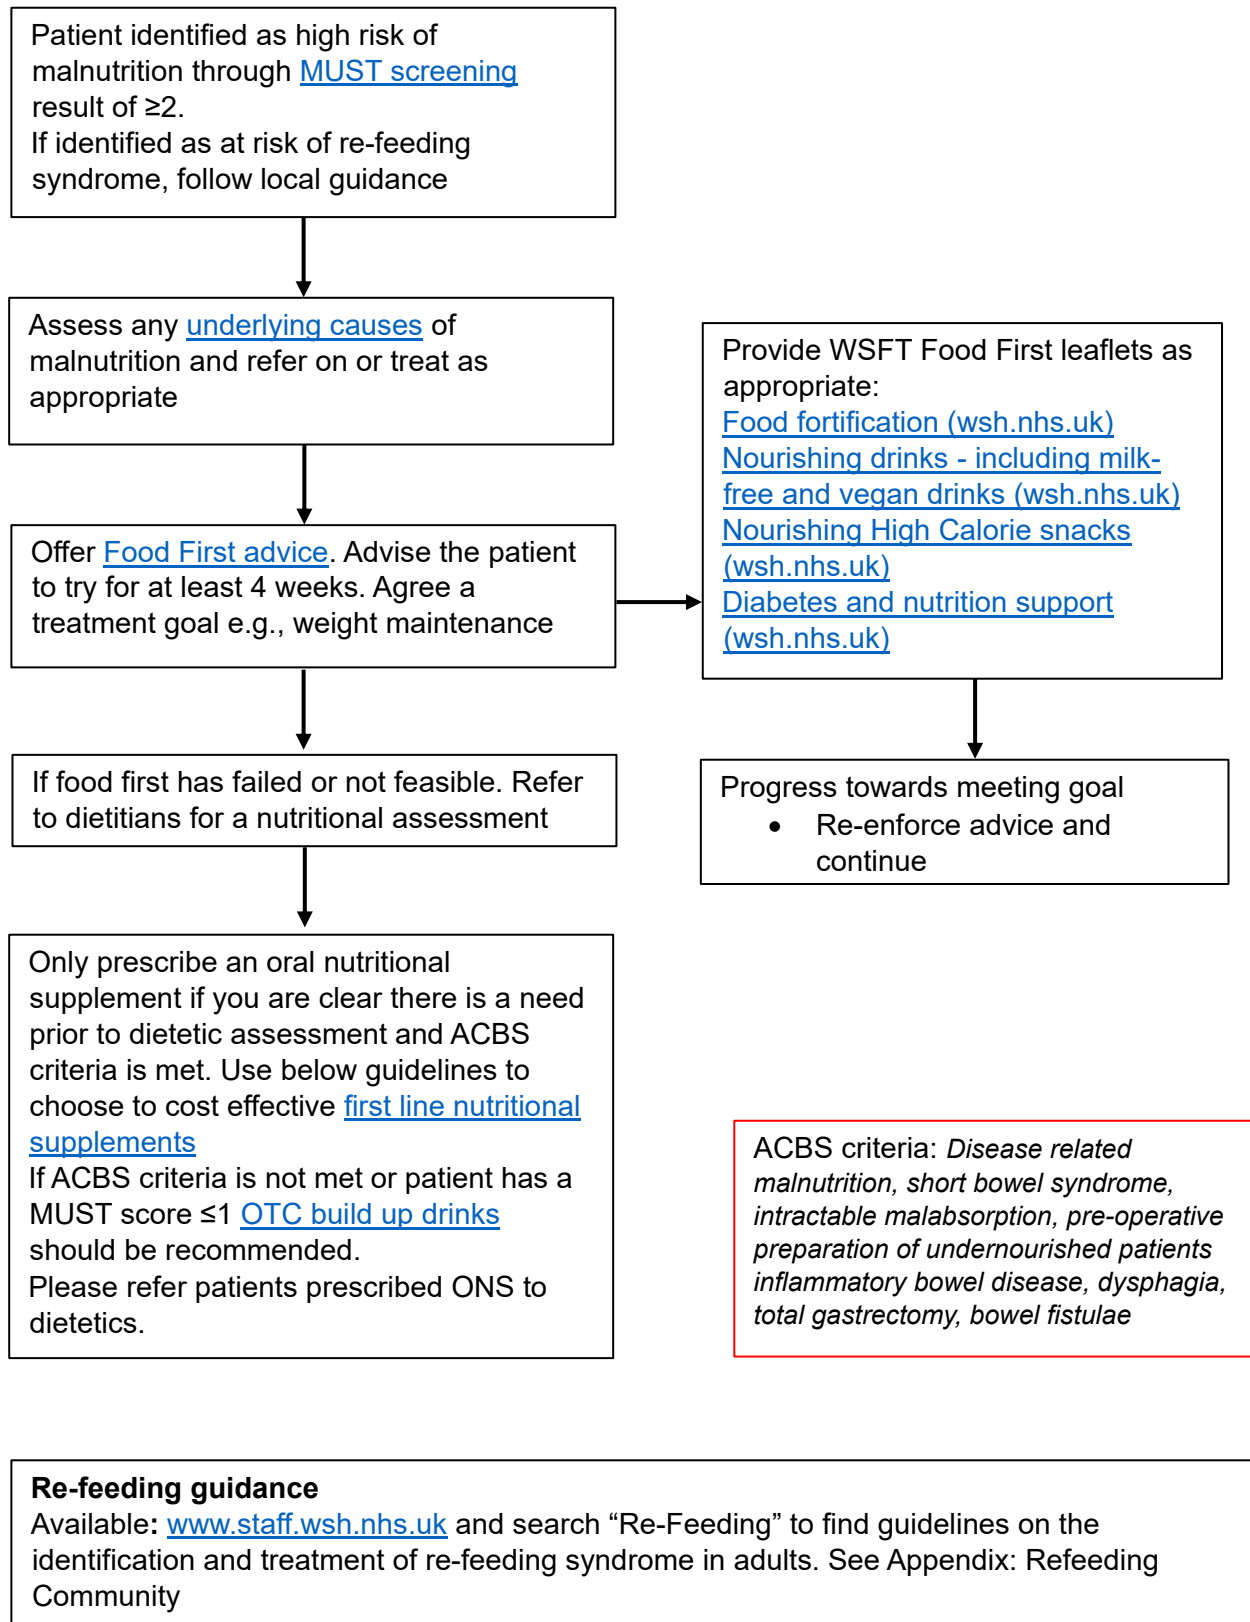 Patient identified as high risk of
malnutrition through MUST screening
result of ≥2.
If identified as at risk of re-feeding
syndrome, follow local guidance
Assess any underlying causes of
malnutrition and refer on or treat as
appropriate
Offer Food First advice. Advise the patient
to try for at least 4 weeks. Agree a
treatment goal e.g., weight maintenance
Provide WSFT Food First leaflets as
appropriate:
Food fortification (wsh.nhs.uk)
Nourishing drinks - including milk-
free and vegan drinks (wsh.nhs.uk)
Nourishing High Calorie snacks
(wsh.nhs.uk)
Diabetes and nutrition support
(wsh.nhs.uk)
If food first has failed or not feasible. Refer
to dietitians for a nutritional assessment
Progress towards meeting goal
• Re-enforce advice and
continue
Only prescribe an oral nutritional
supplement if you are clear there is a need
prior to dietetic assessment and ACBS
criteria is met. Use below guidelines to
choose to cost effective first line nutritional
supplements
If ACBS criteria is not met or patient has a
MUST score ≤1 OTC build up drinks
should be recommended.
Please refer patients prescribed ONS to
dietetics.
ACBS criteria: Disease related
malnutrition, short bowel syndrome,
intractable malabsorption, pre-operative
preparation of undernourished patients
inflammatory bowel disease, dysphagia,
total gastrectomy, bowel fistulae
Re-feeding guidance
Available: www.staff.wsh.nhs.uk and search “Re-Feeding” to find guidelines on the
identification and treatment of re-feeding syndrome in adults. See Appendix: Refeeding
Community